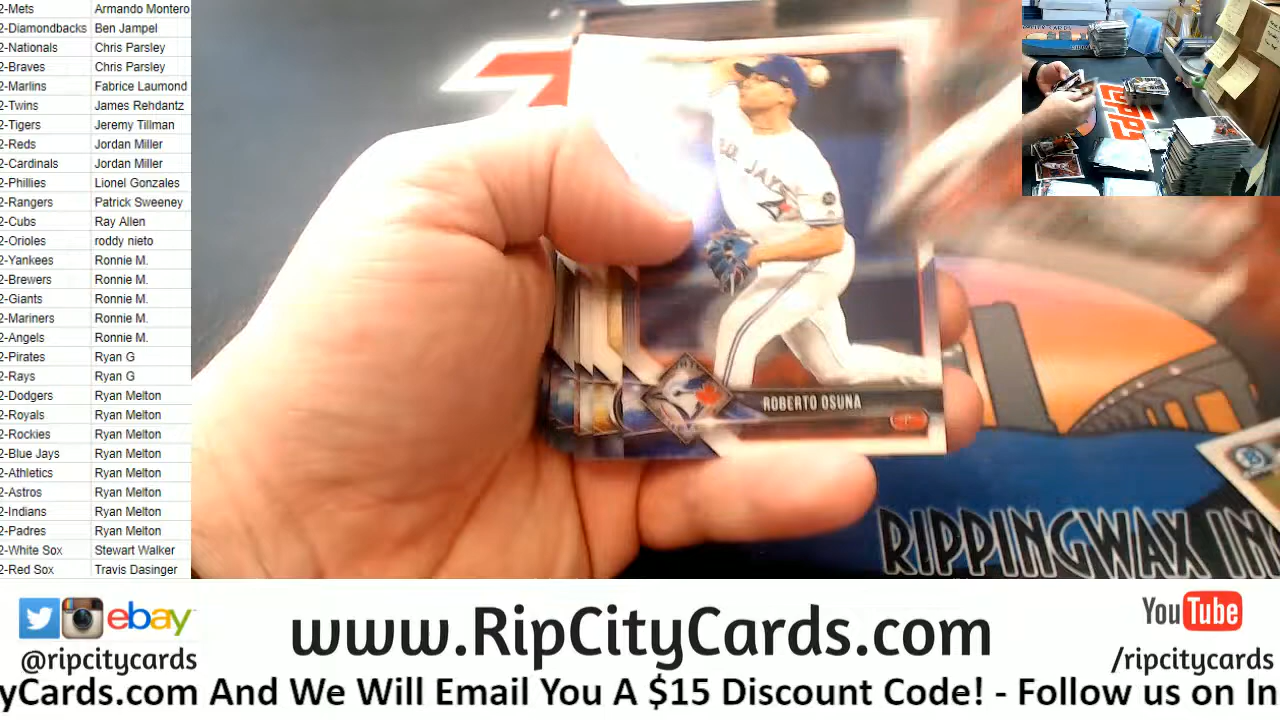 2-Mets Armando Montero
2-Diamondbacks Ben Jampel
2-Nationals Chris Parsley
2-Braves Chris Parsley
2-Marlins Fabrice Laumond
2-Twins James Rehdantz
2-Tigers Jeremy Tillman
2-Reds Jordan Miller
2-Cardinals Jordan Miller
2-Phillies Lionel Gonzales
2-Rangers Patrick Sweeney
2-Cubs Ray Allen
2-Orioles roddy nieto
2-Yankees Ronnie M.
2-Brewers Ronnie M.
2-Giants Ronnie M.
2-Mariners Ronnie M.
2-Angels Ronnie M.
2-Pirates Ryan G
2-Rays Ryan G
2-Dodgers Ryan Melton
2-Royals Ryan Melton
2-Rockies Ryan Melton
2-Blue Jays Ryan Melton
2-Athletics Ryan Melton
2-Astros Ryan Melton
2-Indians Ryan Melton
2-Padres Ryan Melton
2-White Sox Stewart Walker
2-Red Sox Travis Dasinger
ROBERTO OSUNA
P
RIPPINGWAX IN
topps
ebay
@ripcitycards
www.RipCityCards.com
YouTube
/ripcitycards
yCards.com And We Will Email You A $15 Discount Code! - Follow us on In